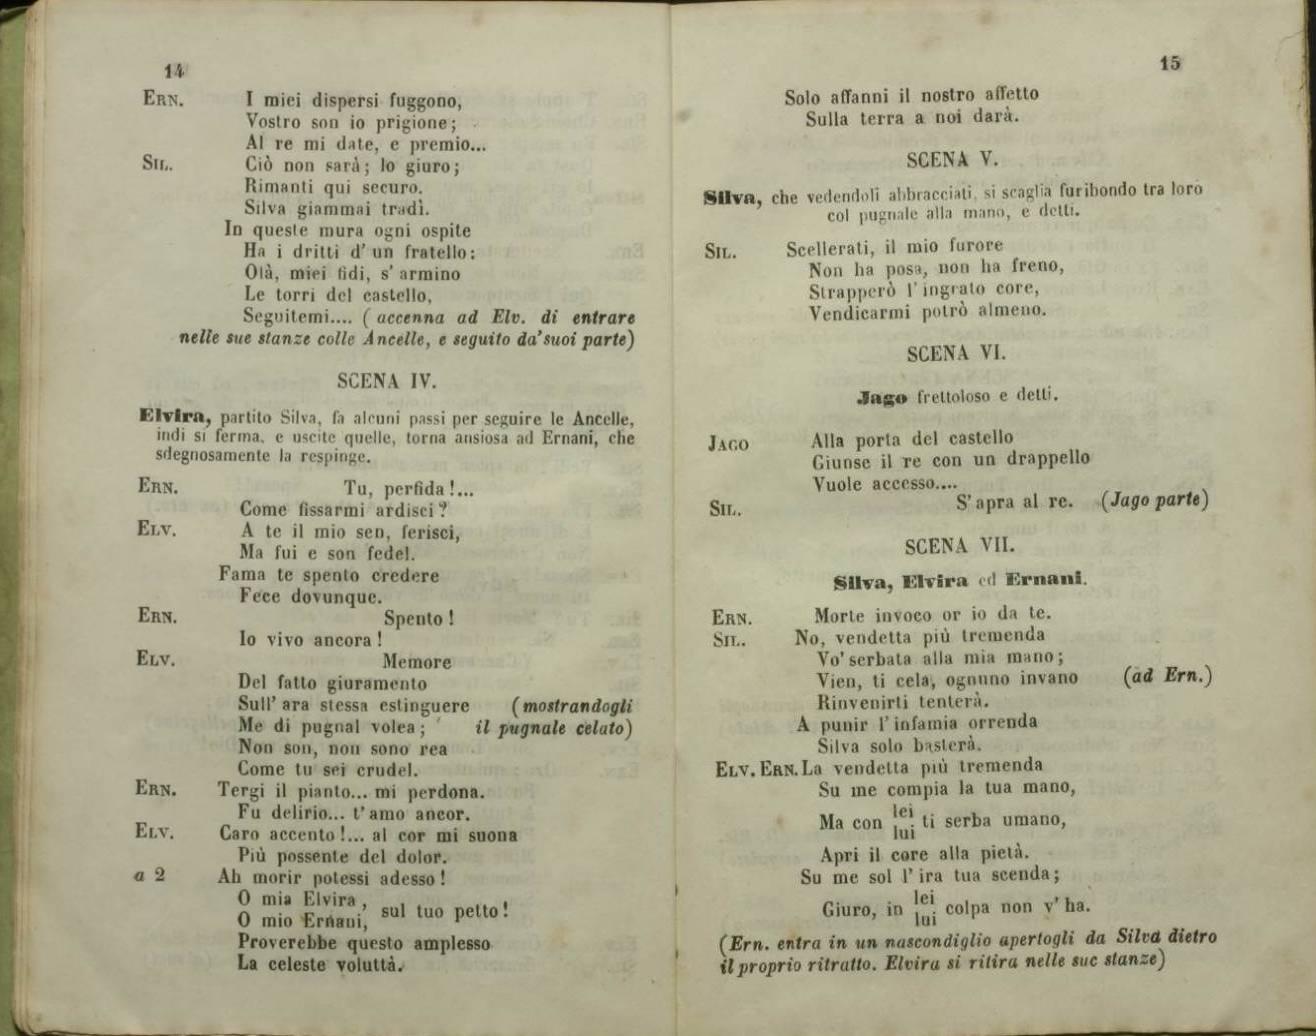 14
ERN. I miei dispersi fuggono,
Vostro son io prigione;
Al re mi date, e premio...
SIL. Ciò non sarà; lo giuro;
Rimanti qui securo.
Silva giammai tradì.
In queste mura ogni ospite
Ha i dritti d' un fratello:
Olà, miei fidi, s' armino
Le torri del castello,
Seguitemi.... ( accenna ad Elv. di entrare
nelle sue stanze colle Ancelle, e seguito da'suoi parte)
SCENA IV.
Elvira, partito Silva, fa alcuni passi per seguire le Ancelle,
indi si ferma, e uscite quelle, torna ansiosa ad Ernani, che
sdegnosamente la respinge.
ERN. Tu, perfida!...
Come fissarmi ardisci?
ELV. A te il mio sen, ferisci,
Ma fui e son fedel.
Fama te spento credere
Fece dovunque.
ERN. Spento!
Io vivo ancora!
ELV. Memore
Del fatto giuramento
Sull' ara stessa estinguere (mostrandogli
Me di pugnal volea; il pugnale celato)
Non son, non sono rea
Come tu sei crudel.
ERN. Tergi il pianto... mi perdona.
Fu delirio... t' amo ancor.
ELV. Caro accento!... al cor mi suona
Più possente del dolor.
a 2 Ah morir potessi adesso!
O mia Elvira,
O mio Ernani, sul tuo petto!
Proverebbe questo amplesso
La celeste voluttà.
15
Solo affanni il nostro affetto
Sulla terra a noi darà.
SCENA V.
Silva, che vedendoli abbracciati, si scaglia furibondo tra loro
col pugnale alla mano, e detti.
SIL. Scellerati, il mio furore
Non ha posa, non ha freno,
Strapperò l' ingrato core,
Vendicarmi potrò almeno.
SCENA VI.
Jago frettoloso e detti.
JAGO Alla porta del castello
Giunse il re con un drappello
Vuole accesso....
SIL. S' apra al re. (Jago parte)
SCENA VII.
Silva, Elvira ed Ernani.
ERN. Morte invoco or io da te.
SIL. No, vendetta più tremenda
Vo' serbata alla mia mano;
Vien, ti cela, ognuno invano (ad Ern.)
Rinvenirti tenterà.
A punir l' infamia orrenda
Silva solo basterà.
ELV. ERN. La vendetta più tremenda
Su me compia la tua mano,
Ma con lei
lui ti serba umano,
Apri il core alla pietà.
Su me sol l' ira tua scenda;
Giuro, in lei
lui colpa non v' ha.
(Ern. entra in un nascondiglio apertogli da Silva dietro
il proprio ritratto. Elvira si ritira nelle sue stanze)